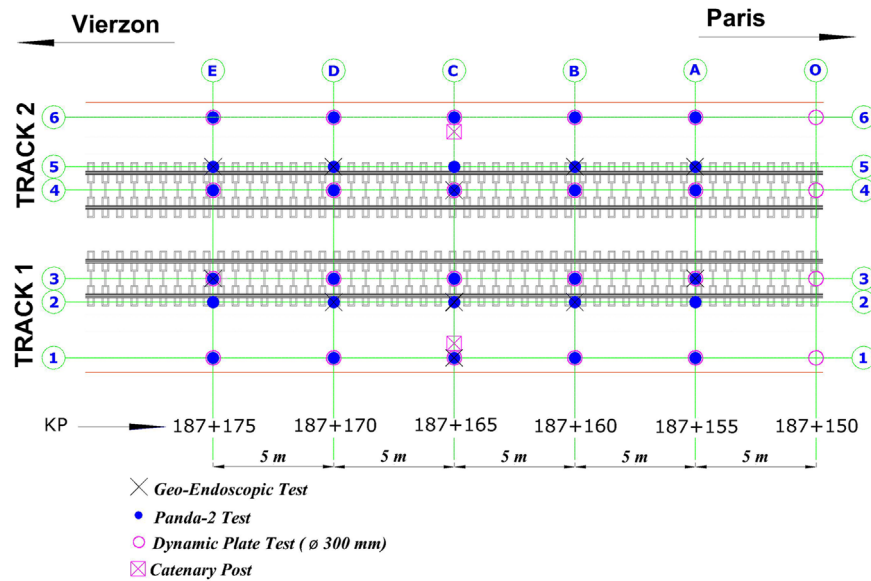 Vierzon
Paris
E D C B A O
TRACK 2
6 6
5 5
4 4
TRACK 1
3 3
2 2
1 1
KP 187+175 187+170 187+165 187+160 187+155 187+150
5 m 5 m 5 m 5 m 5 m
Geo-Endoscopic Test
Panda-2 Test
Dynamic Plate Test ( ø 300 mm)
Catenary Post